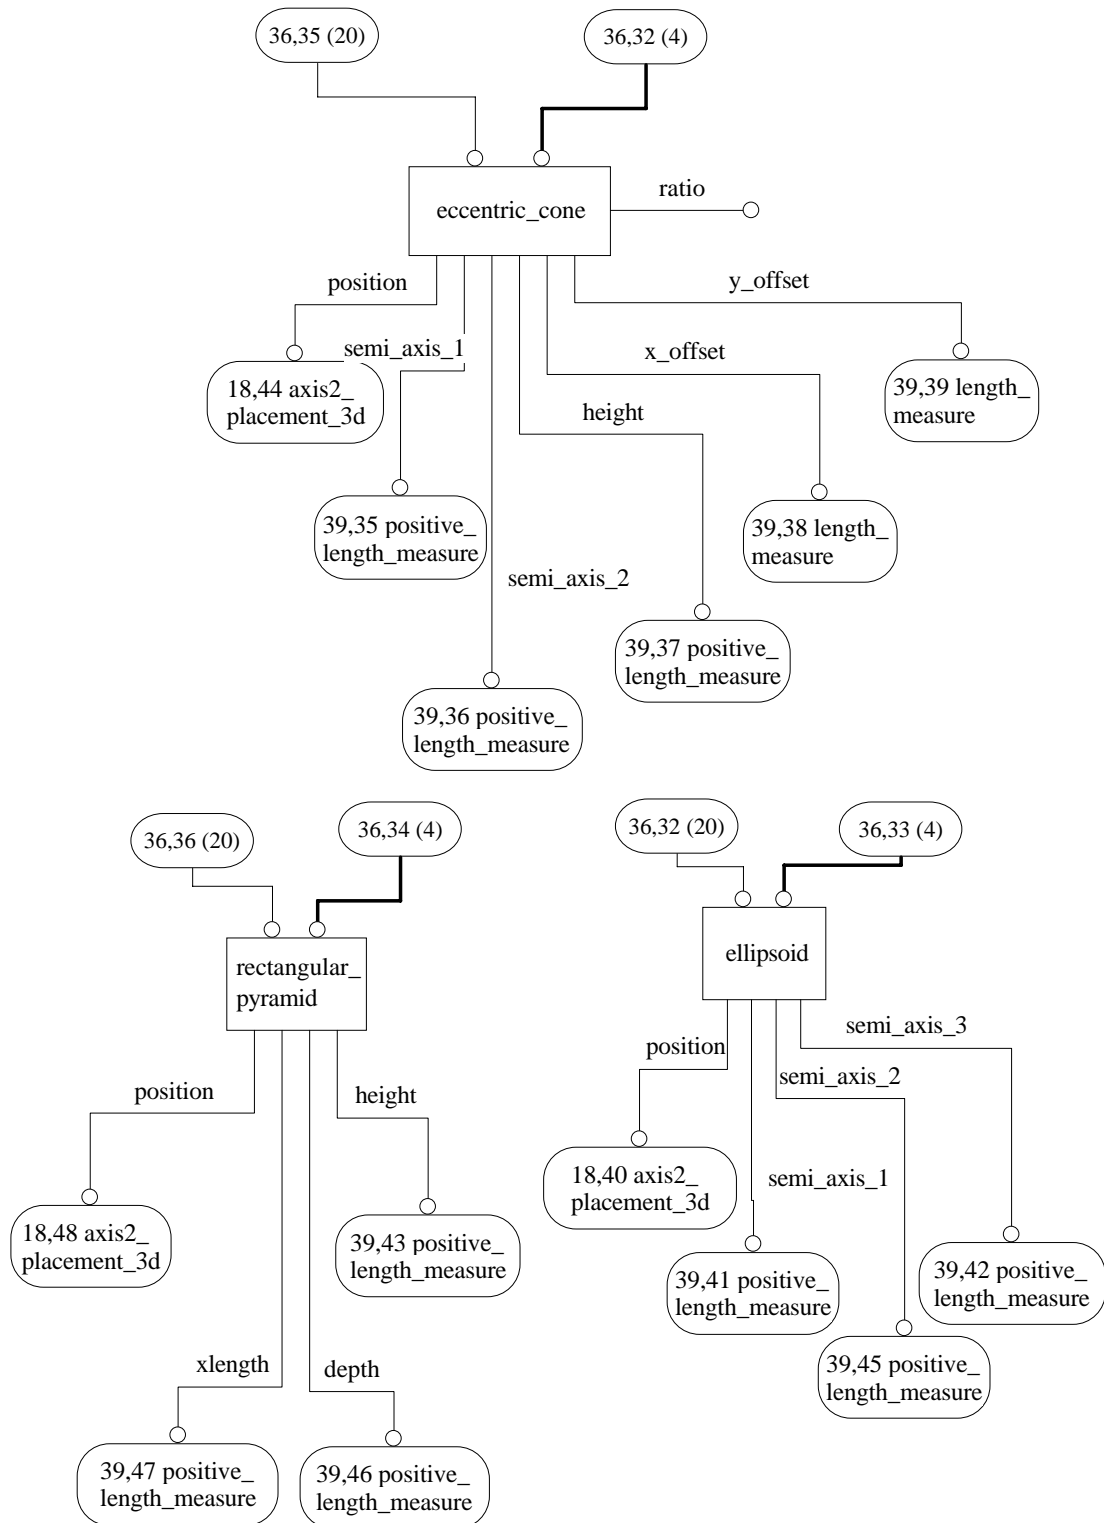 36,35 (20)
36,32 (4)
eccentric_cone
ratio
position
y_offset
semi_axis_1
x_offset
18,44 axis2_
placement_3d
39,39 length_
measure
height
39,35 positive_
length_measure
39,38 length_
measure
semi_axis_2
39,37 positive_
length_measure
39,36 positive_
length_measure
36,36 (20)
36,34 (4)
rectangular_
pyramid
position
height
18,48 axis2_
placement_3d
39,43 positive_
length_measure
xlength
depth
39,47 positive_
length_measure
39,46 positive_
length_measure
36,32 (20)
36,33 (4)
ellipsoid
semi_axis_3
position
semi_axis_2
18,40 axis2_
placement_3d
semi_axis_1
39,41 positive_
length_measure
39,42 positive_
length_measure
39,45 positive_
length_measure